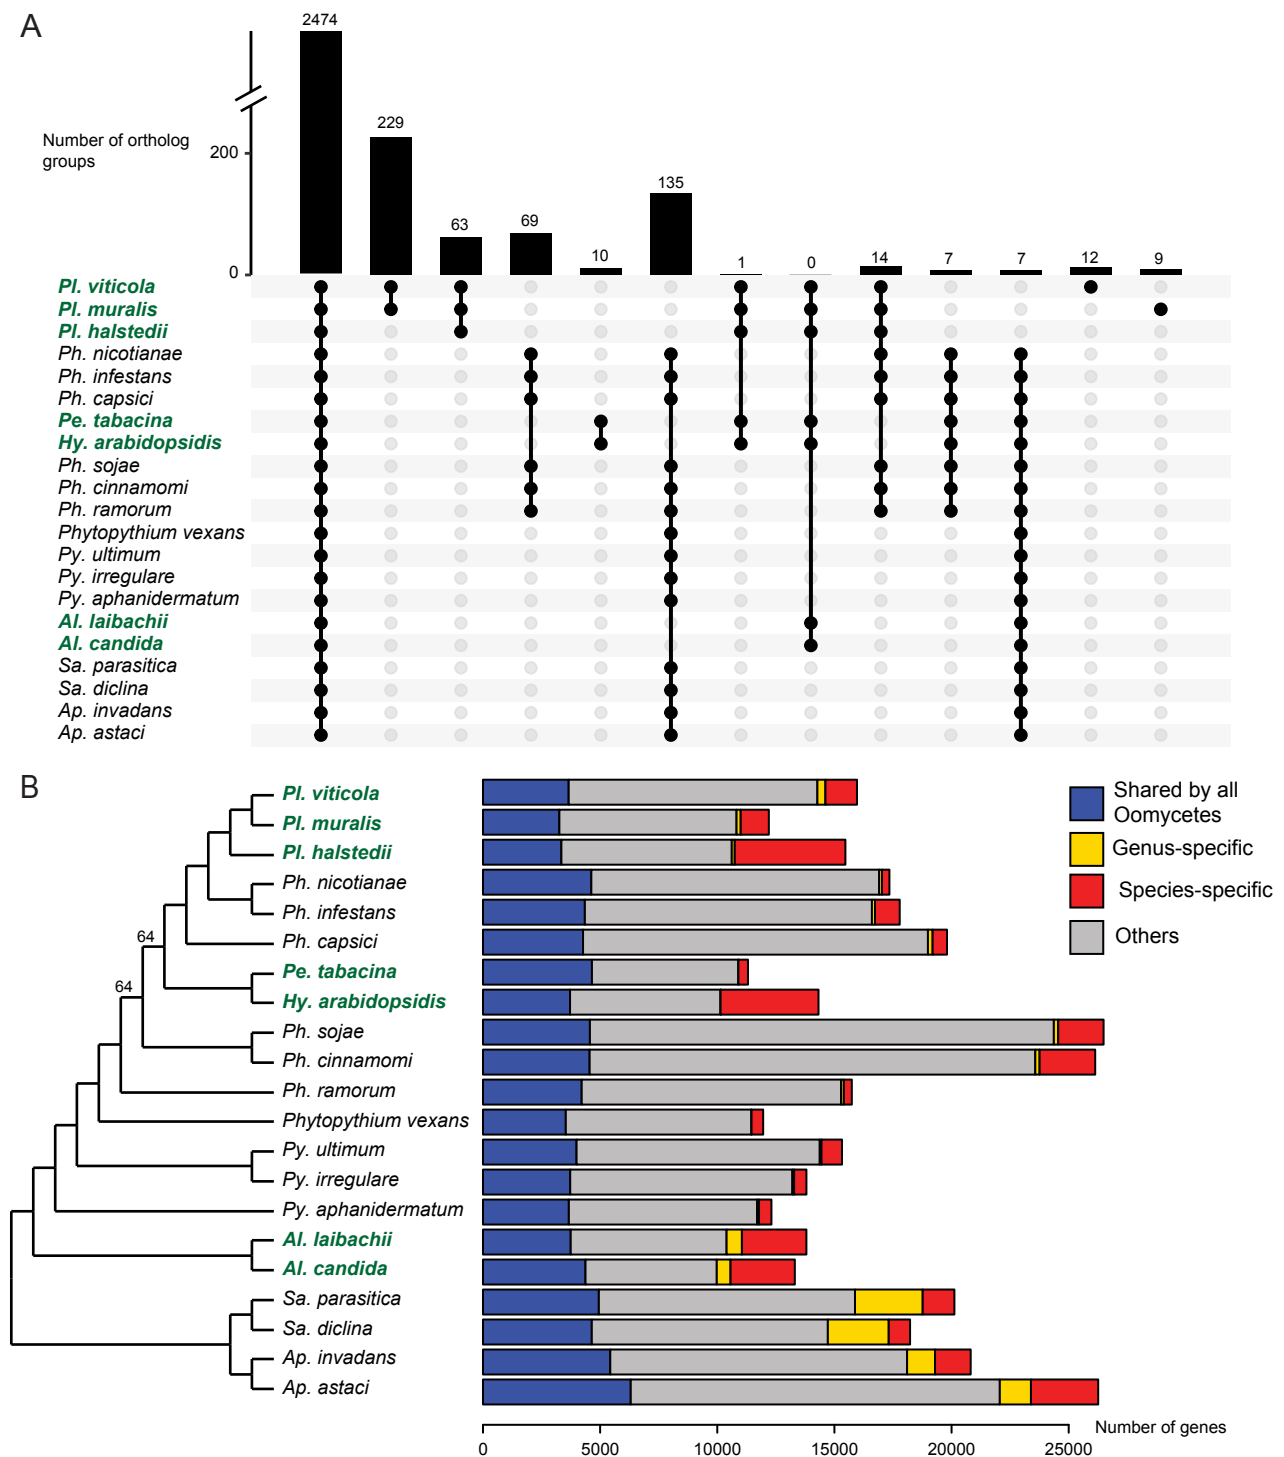 A
2474
229
63
69
10
135
1
0
14
7
7
12
9
Number of ortholog
groups
200
0
Pl. viticola
Pl. muralis
Pl. halstedii
Ph. nicotianae
Ph. infestans
Ph. capsici
Pe. tabacina
Hy. arabidopsidis
Ph. sojae
Ph. cinnamomi
Ph. ramorum
Phytopythium vexans
Py. ultimum
Py. irregulare
Py. aphanidermatum
Al. laibachii
Al. candida
Sa. parasitica
Sa. diclina
Ap. invadans
Ap. astaci
B
Pl. viticola
Pl. muralis
Pl. halstedii
Ph. nicotianae
Ph. infestans
Ph. capsici
Pe. tabacina
Hy. arabidopsidis
Ph. sojae
Ph. cinnamomi
Ph. ramorum
Phytopythium vexans
Py. ultimum
Py. irregulare
Py. aphanidermatum
Al. laibachii
Al. candida
Sa. parasitica
Sa. diclina
Ap. invadans
Ap. astaci
64
64
Shared by all
Oomycetes
Genus-specific
Species-specific
Others
0
5000
10000
15000
20000
25000
Number of genes